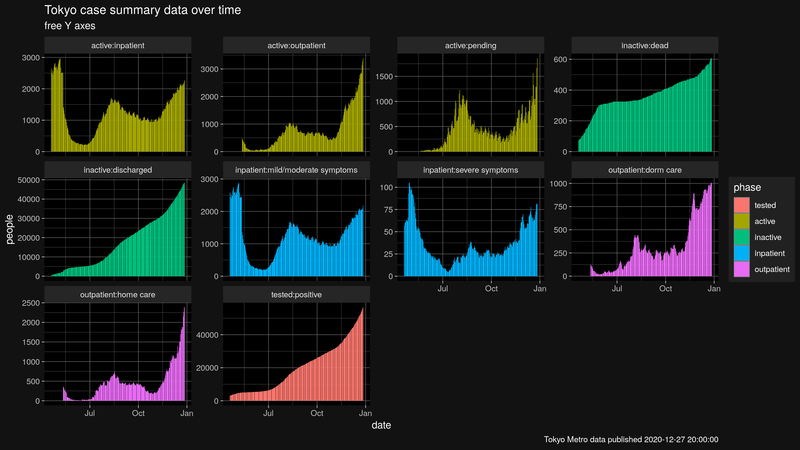 Tokyo case summary data over time
free Y axes
active:inpatient
active:outpatient
active:pending
inactive:dead
3000
2000
1000
0
3000
2000
1000
0
1500
1000
500
0
600
400
200
0
inactive:discharged
inpatient:mild/moderate symptoms
inpatient:severe symptoms
outpatient:dorm care
50000
40000
30000
20000
10000
0
3000
2000
1000
0
100
75
50
25
0
1000
750
500
250
0
Jul
Oct
Jan
Jul
Oct
Jan
outpatient:home care
tested:positive
2500
2000
1500
1000
500
0
40000
20000
0
Jul
Oct
Jan
Jul
Oct
Jan
people
date
phase
tested
active
inactive
inpatient
outpatient
Tokyo Metro data published 2020-12-27 20:00:00